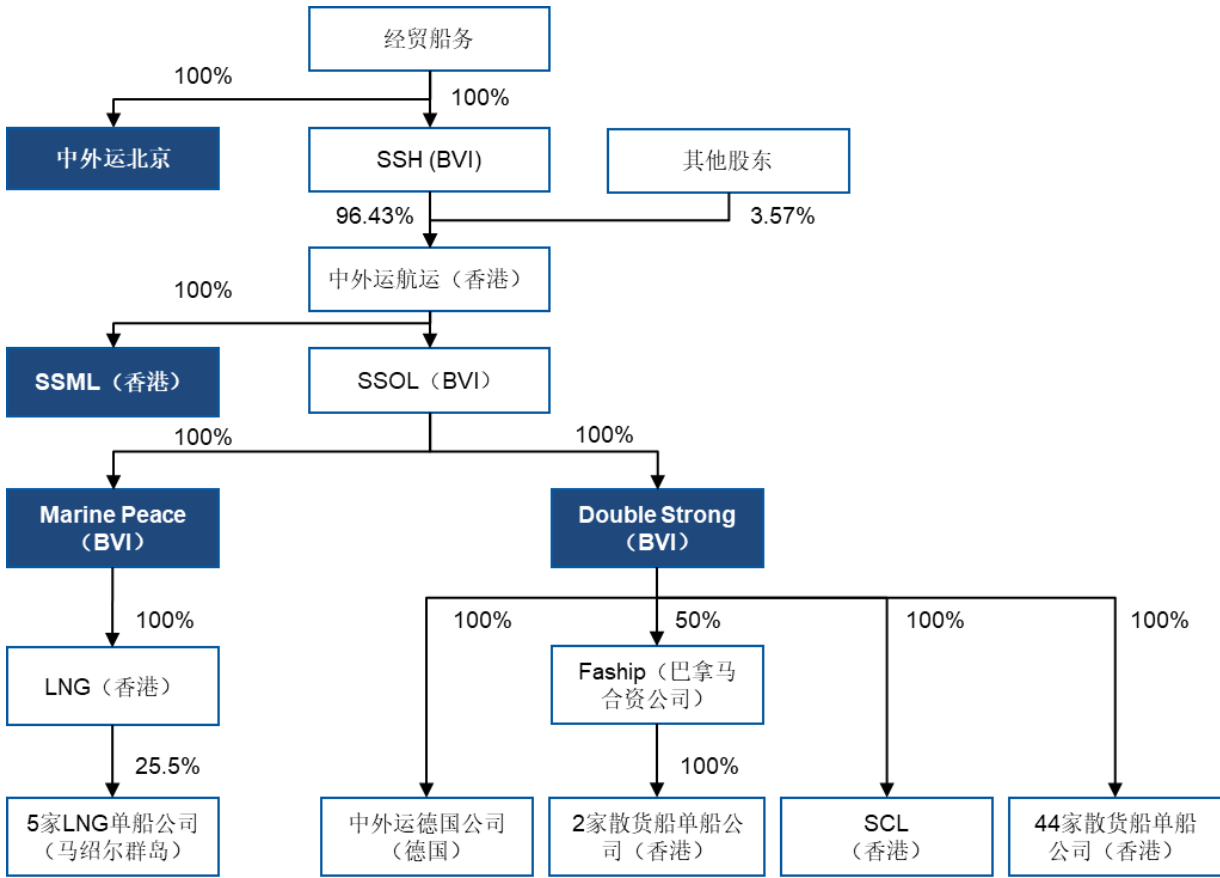 经贸船务
100%
100%
中外运北京
SSH (BVI)
其他股东
96.43%
3.57%
中外运航运（香港）
100%
SSML（香港）
SSOL（BVI）
100%
100%
Marine Peace
（BVI）
Double Strong
（BVI）
100%
100%
50%
100%
100%
LNG（香港）
Faship（巴拿马
合资公司）
25.5%
100%
5家LNG单船公司
（马绍尔群岛）
中外运德国公司
（德国）
2家散货船单船公
司（香港）
SCL
（香港）
44家散货船单船
公司（香港）